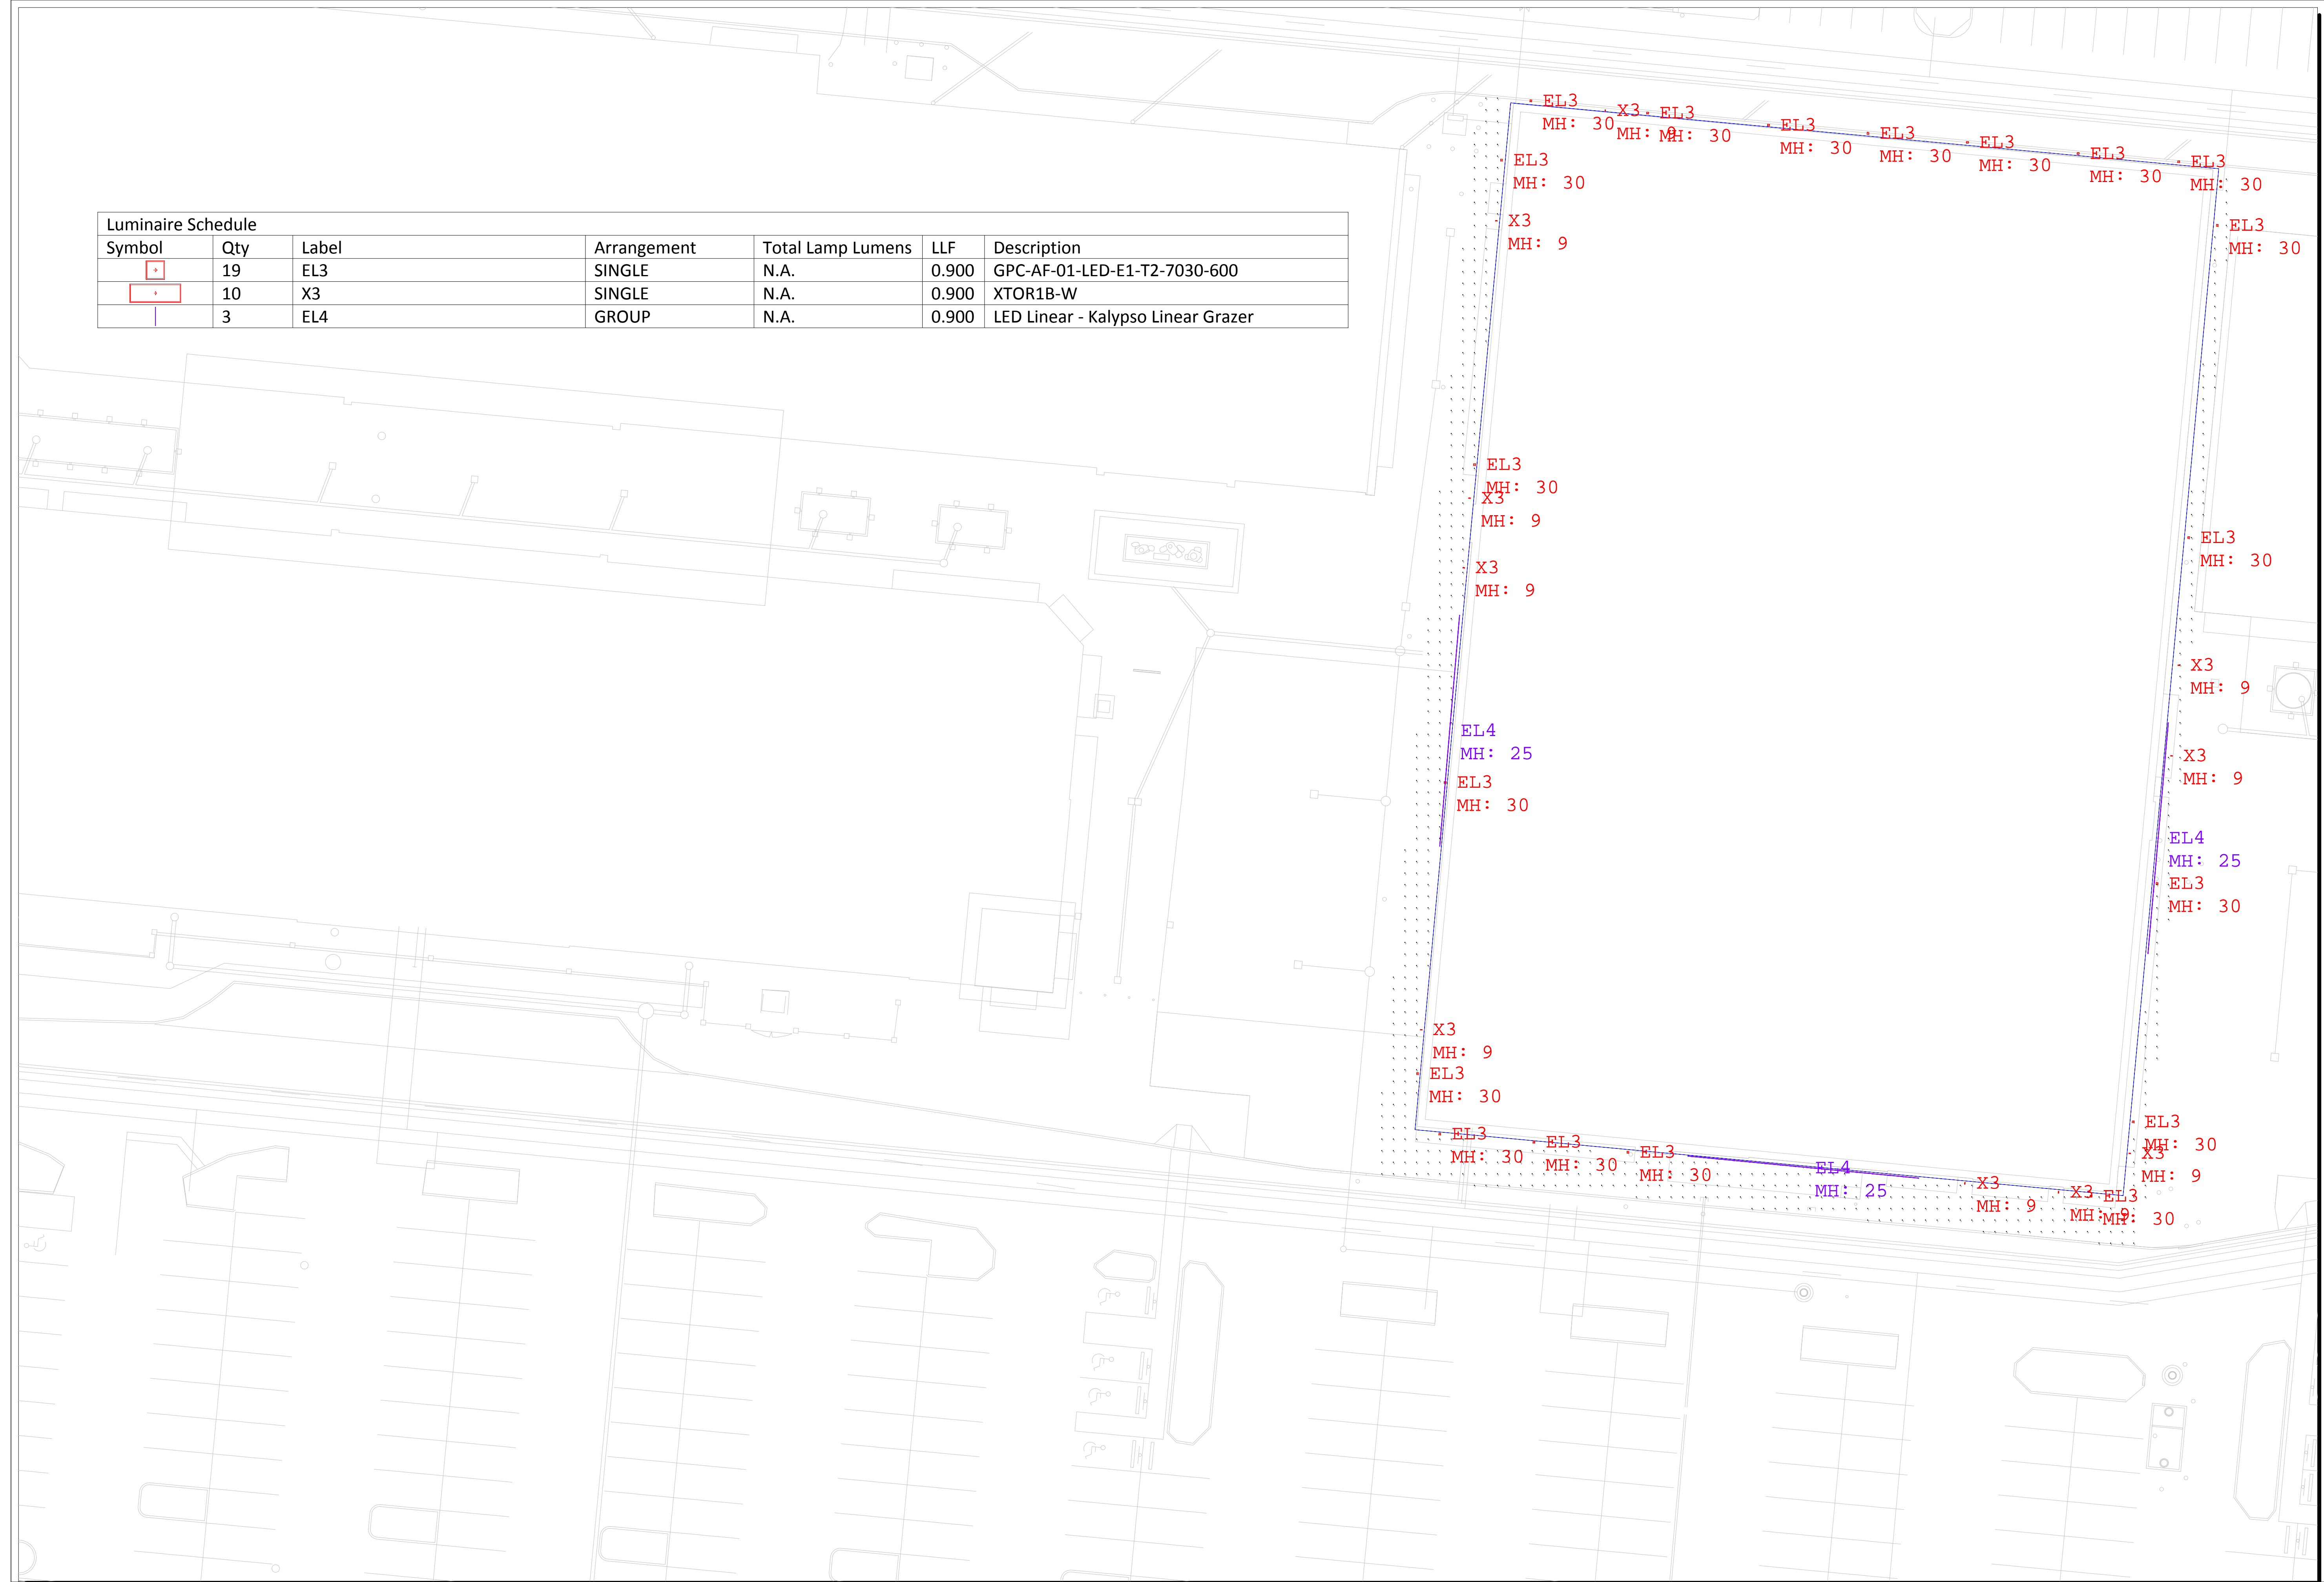 Luminaire Schedule
Symbol Qty Label Arrangement Total Lamp Lumens LLF Description
19 EL3 SINGLE N.A. 0.900 GPC-AF-01-LED-E1-T2-7030-600
10 X3 SINGLE N.A. 0.900 XTOR1B-W
3 EL4 GROUP N.A. 0.900 LED Linear - Kalypso Linear Grazer
EL3
MH: 30
X3
MH: 9
EL3
MH: 30
EL3
MH: 30
EL3
MH: 30
EL3
MH: 30
EL3
MH: 30
EL3
MH: 30
EL3
MH: 30
X3
MH: 9
EL3
MH: 30
EL3
MH: 30
X3
MH: 9
X3
MH: 9
EL3
MH: 30
X3
MH: 9
EL4
MH: 25
X3
MH: 9
EL3
MH: 30
EL4
MH: 25
EL3
MH: 30
X3
MH: 9
EL3
MH: 30
EL3
MH: 30
X3
MH: 9
EL3
MH: 30
EL3
MH: 30
EL3
MH: 30
EL4
MH: 25
X3
MH: 9
X3
MH: 9
EL3
MH: 30